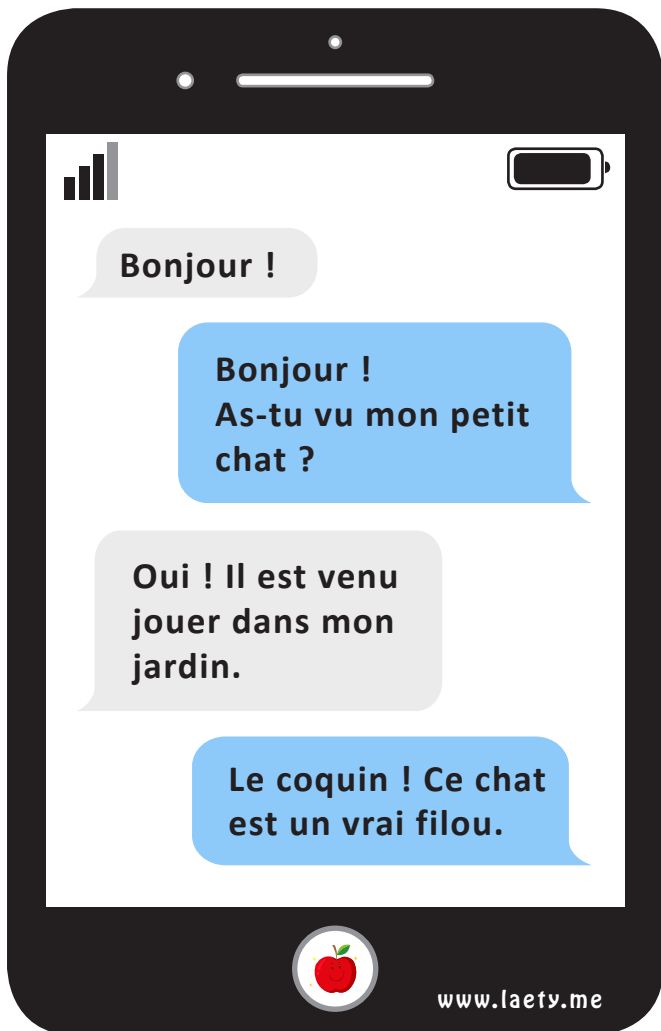 Bonjour !
Bonjour !
As-tu vu mon petit
chat ?
Oui ! Il est venu
jouer dans mon
jardin.
Le coquin ! Ce chat
est un vrai filou.
www.laety.me